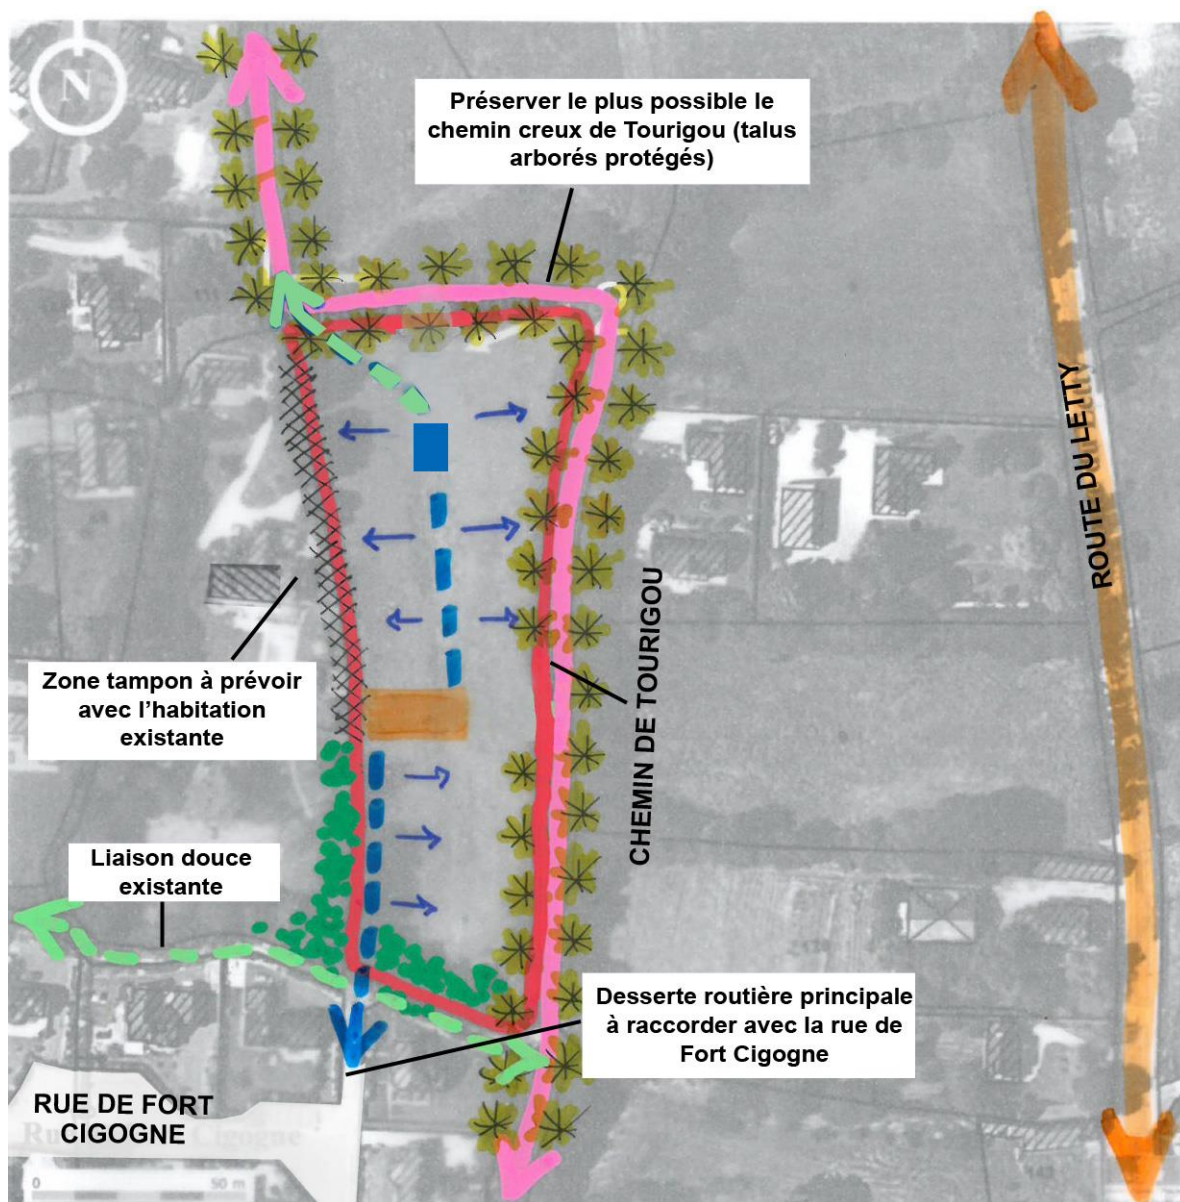 N
Préserver le plus possible le
chemin creux de Tourigou (talus
arborés protégés)
ROUTE DU LETTY
CHEMIN DE TOURIGOU
Zone tampon à prévoir
avec l'habitation
existante
Liaison douce
existante
Desserte routière principale
à raccorder avec la rue de
Fort Cigogne
RUE DE FORT
CIGOGNE
Cigogne
0
50 m